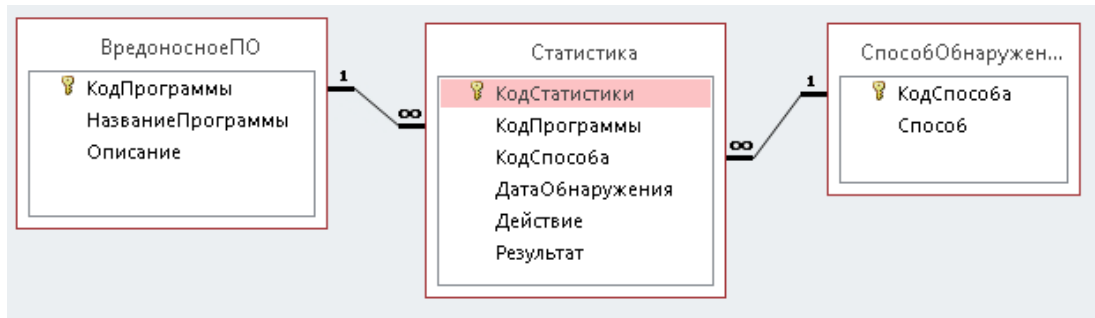 ВредоносноеПО
КодПрограммы
НазваниеПрограммы
Описание
1
∞
Статистика
КодСтатистики
КодПрограммы
КодСпособа
ДатаОбнаружения
Действие
Результат
∞
1
СпособОбнаружен...
КодСпособа
Способ